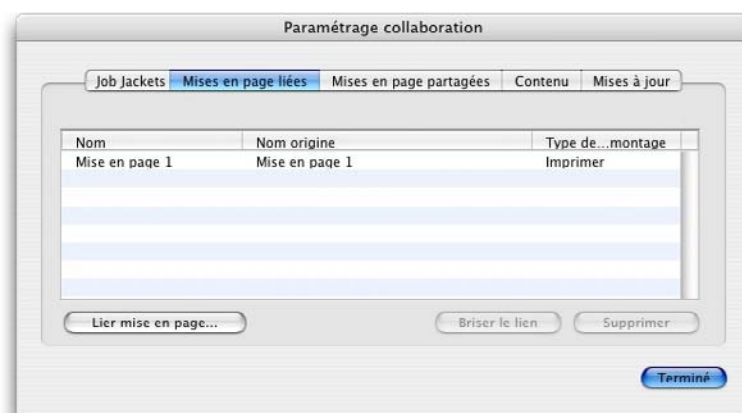 Paramétrage collaboration
Job Jackets Mises en page liées Mises en page partagées Contenu Mises à jour
Nom Nom origine Type de...montage
Mise en page 1 Mise en page 1 Imprimer
Lier mise en page... Briser le lien Supprimer
Terminé